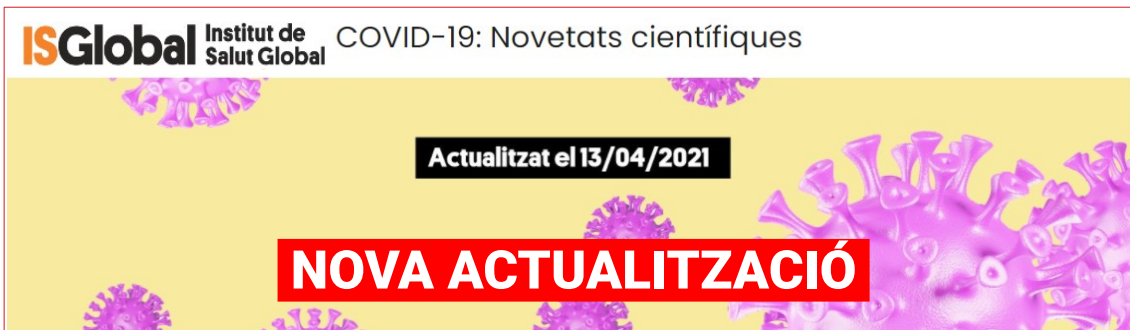 ISGlobal Institut de Salut Global COVID-19: Novetats científiques
Actualitzat el 13/04/2021
NOVA ACTUALITZACIÓ